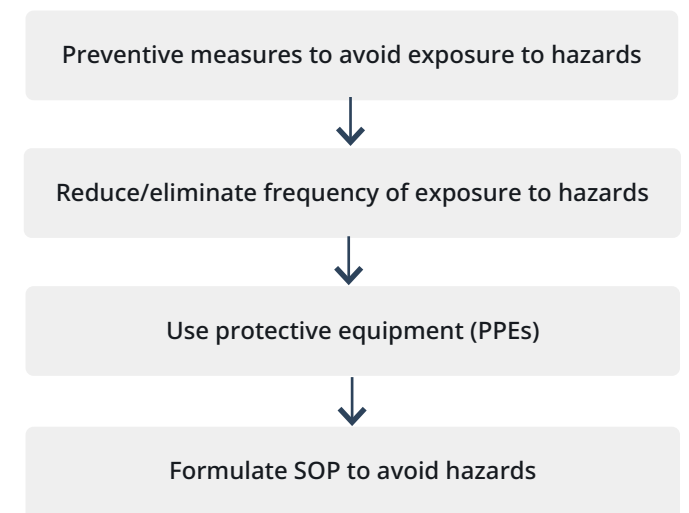 Preventive measures to avoid exposure to hazards
Reduce/eliminate frequency of exposure to hazards
Use protective equipment (PPEs)
Formulate SOP to avoid hazards